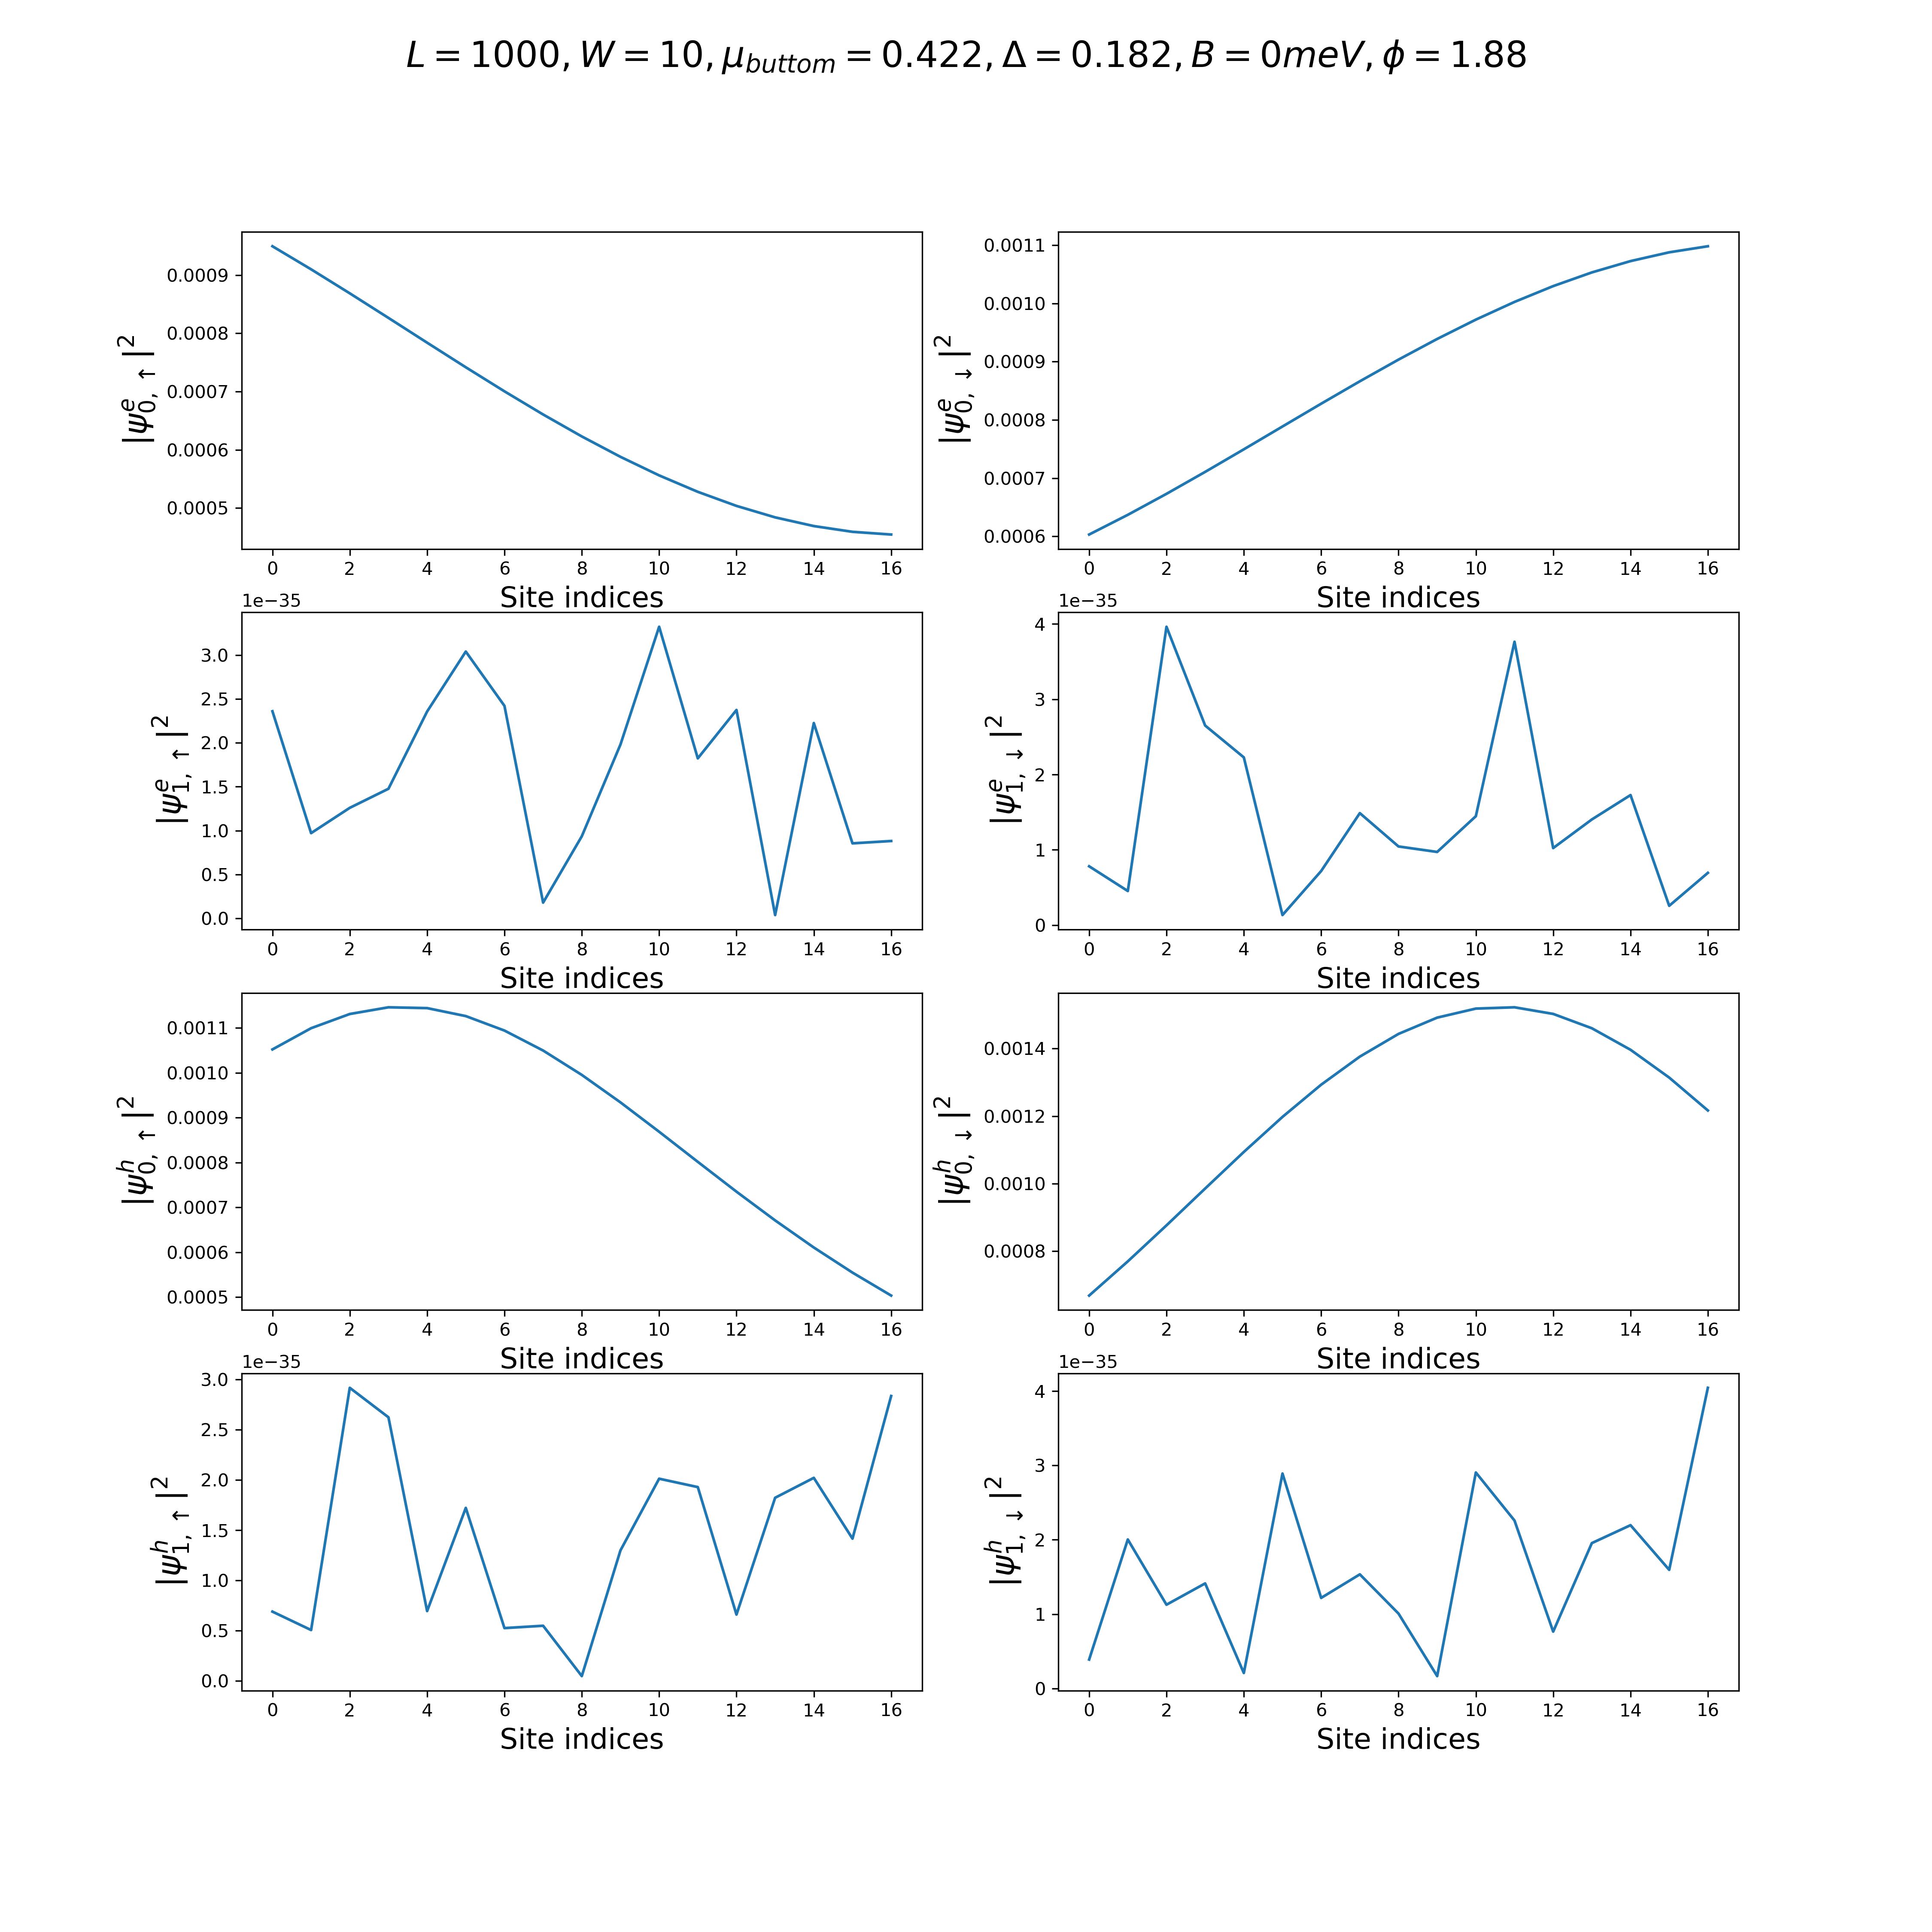 L = 1000, W = 10, μ_buttom = 0.422, Δ = 0.182, B = 0meV, ϕ = 1.88
|ψ^e_{0,↑}|^2
0.0009
0.0008
0.0007
0.0006
0.0005
0 2 4 6 8 10 12 14 16
Site indices
|ψ^e_{0,↓}|^2
0.0011
0.0010
0.0009
0.0008
0.0007
0.0006
0 2 4 6 8 10 12 14 16
Site indices
1e−35
|ψ^e_{1,↑}|^2
3.0
2.5
2.0
1.5
1.0
0.5
0.0
0 2 4 6 8 10 12 14 16
Site indices
1e−35
|ψ^e_{1,↓}|^2
4
3
2
1
0
0 2 4 6 8 10 12 14 16
Site indices
|ψ^h_{0,↑}|^2
0.0011
0.0010
0.0009
0.0008
0.0007
0.0006
0.0005
0 2 4 6 8 10 12 14 16
Site indices
|ψ^h_{0,↓}|^2
0.0014
0.0012
0.0010
0.0008
0 2 4 6 8 10 12 14 16
Site indices
1e−35
|ψ^h_{1,↑}|^2
3.0
2.5
2.0
1.5
1.0
0.5
0.0
0 2 4 6 8 10 12 14 16
Site indices
1e−35
|ψ^h_{1,↓}|^2
4
3
2
1
0
0 2 4 6 8 10 12 14 16
Site indices